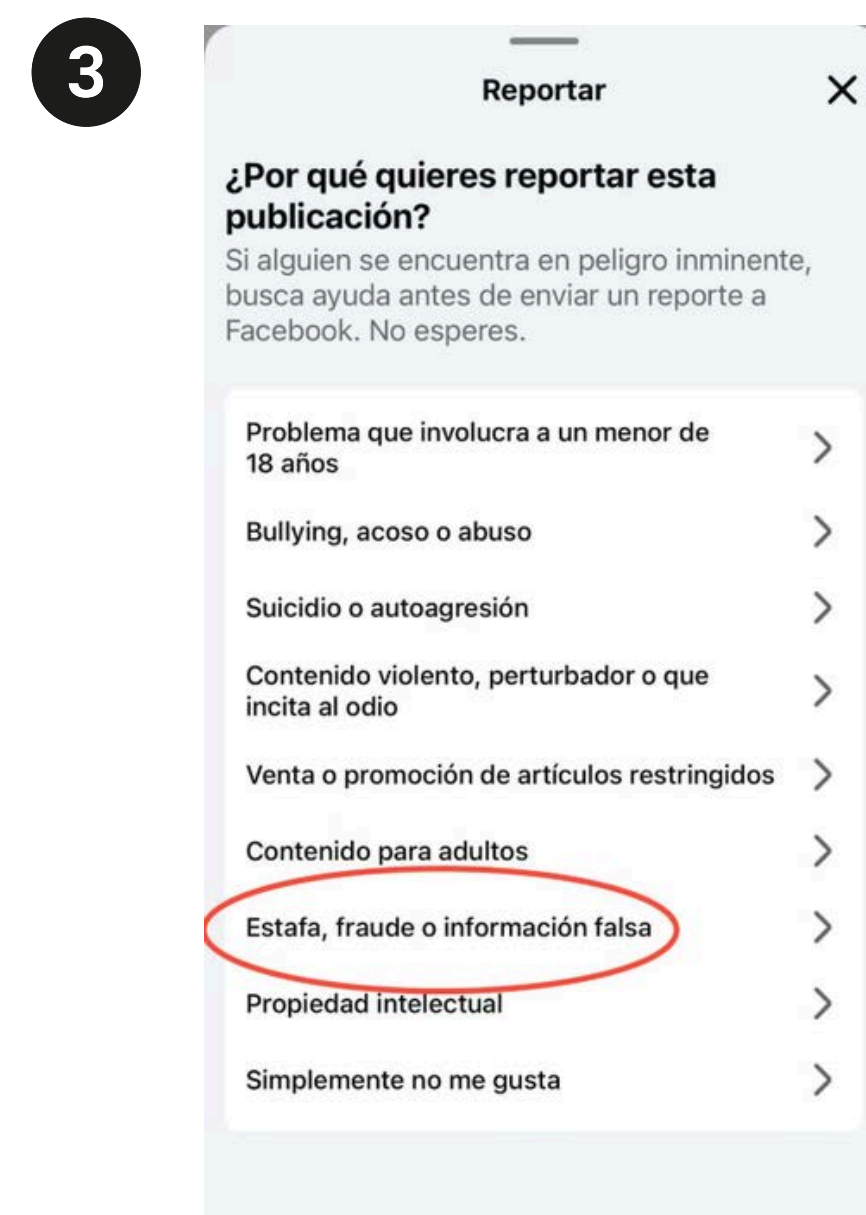 3
Reportar
¿Por qué quieres reportar esta
publicación?
Si alguien se encuentra en peligro inminente,
busca ayuda antes de enviar un reporte a
Facebook. No esperes.
Problema que involucra a un menor de
18 años
Bullying, acoso o abuso
Suicidio o autoagresión
Contenido violento, perturbador o que
incita al odio
Venta o promoción de artículos restringidos
Contenido para adultos
Estafa, fraude o información falsa
Propiedad intelectual
Simplemente no me gusta